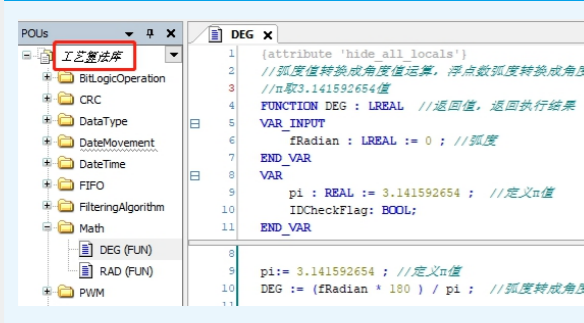 POUs
工艺算法库
BitLogicOperation
CRC
DataType
DateMovement
DateTime
FIFO
FilteringAlgorithm
Math
DEG (FUN)
RAD (FUN)
PWM
DEG
1 {attribute 'hide_all_locals'}
2 //弧度值转换成角度值运算，浮点数弧度转换成角度
3 //π取3.141592654值
4 FUNCTION DEG : LREAL //返回值，返回执行结果
5 VAR_INPUT
6 fRadian : LREAL := 0 ; //弧度
7 END_VAR
8 VAR
9 pi : REAL := 3.141592654 ; //定义π值
10 IDCheckFlag: BOOL;
11 END_VAR
8
9 pi:= 3.141592654 ; //定义π值
10 DEG := (fRadian * 180 ) / pi ; //弧度转成角度
11